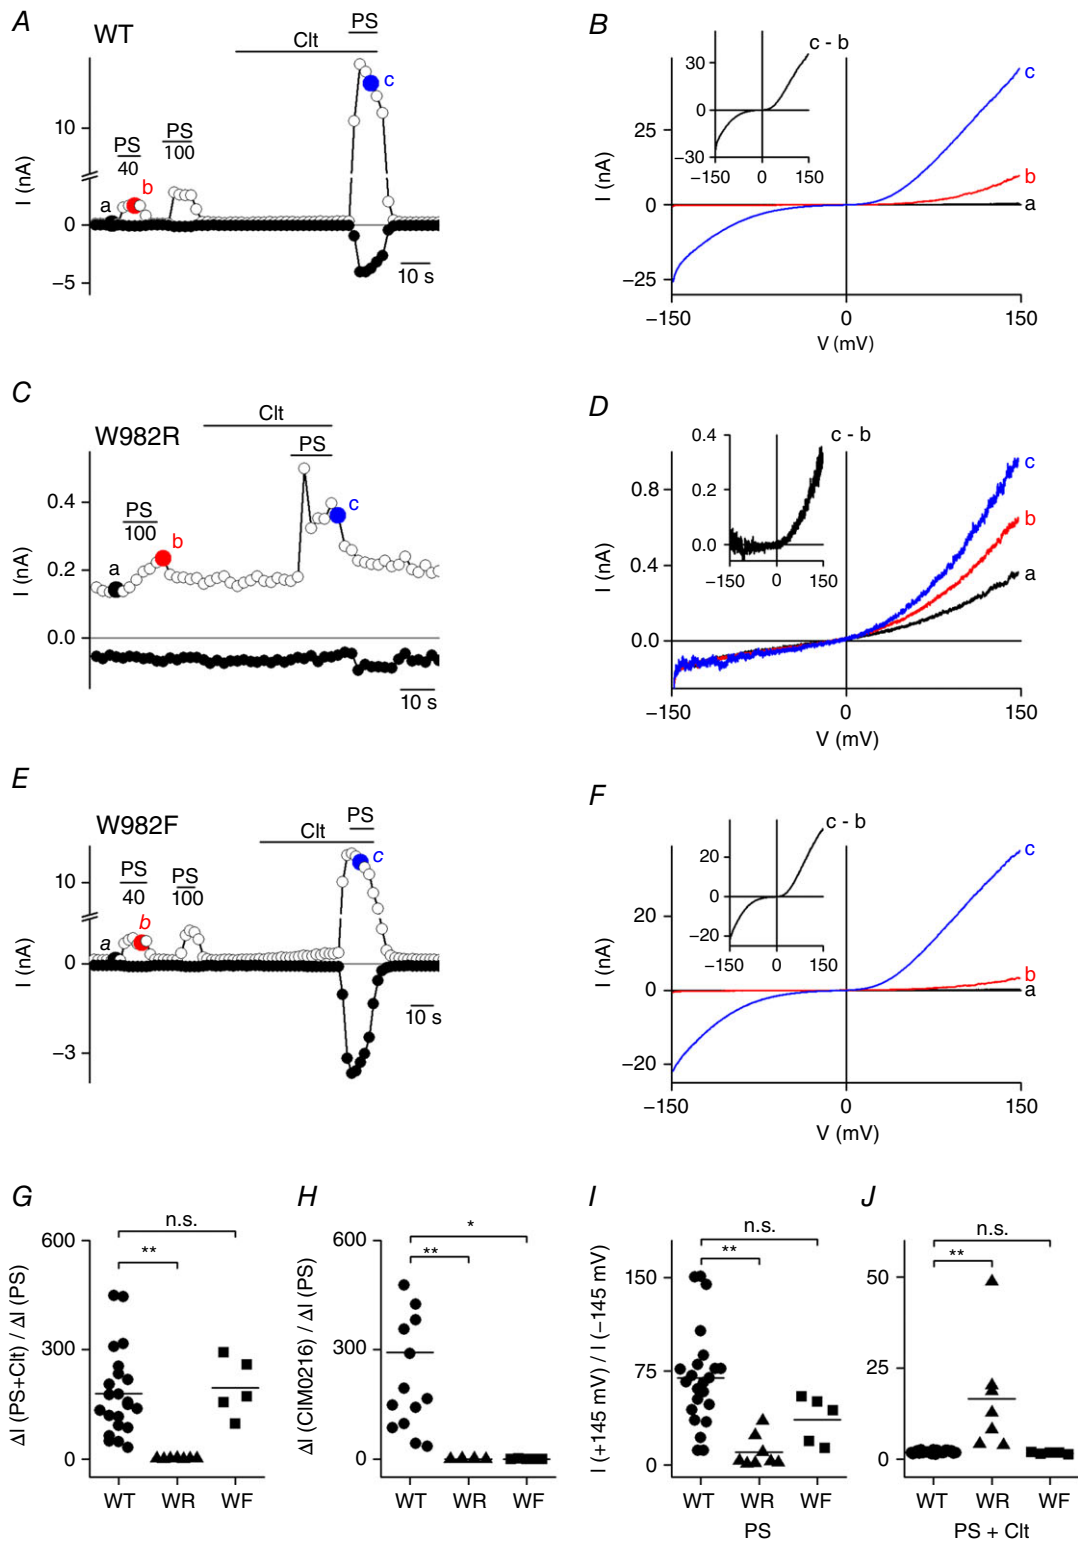 A
WT
Clt
PS
c
10
PS
40
PS
100
b
a
0
−5
I (nA)
10 s
B
c - b
30
0
−30
−150
0
150
c
25
b
0
a
−25
I (nA)
−150
0
150
V (mV)
C
W982R
Clt
PS
c
PS
100
b
a
0.4
0.2
0.0
I (nA)
10 s
D
c - b
0.4
0.2
0.0
−150
0
150
c
b
a
0.8
0.4
0.0
I (nA)
−150
0
150
V (mV)
E
W982F
Clt
PS
c
PS
40
PS
100
b
a
10
0
−3
I (nA)
10 s
F
c - b
20
0
−20
−150
0
150
c
b
a
20
0
−20
I (nA)
−150
0
150
V (mV)
G
n.s.
**
600
300
0
ΔI (PS+Clt) / ΔI (PS)
WT WR WF
H
*
**
600
300
0
ΔI (CIM0216) / ΔI (PS)
WT WR WF
I
n.s.
**
150
75
0
I (+145 mV) / I (−145 mV)
WT WR WF
PS
J
n.s.
**
50
25
0
WT WR WF
PS + Clt